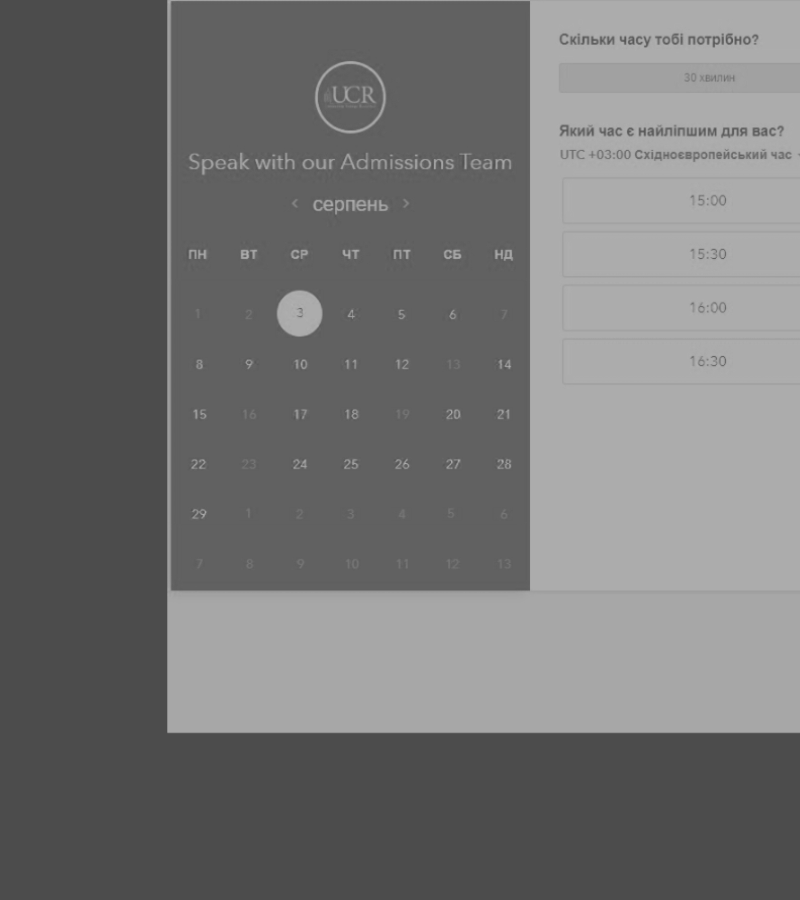 UCR
Speak with our Admissions Team
< серпень >
ПН ВТ СР ЧТ ПТ СБ НД
1 2 3 4 5 6 7
8 9 10 11 12 13 14
15 16 17 18 19 20 21
22 23 24 25 26 27 28
29 1 2 3 4 5 6
7 8 9 10 11 12 13
Скільки часу тобі потрібно?
30 хвилин
Який час є найліпшим для вас?
UTC +03:00 Східноєвропейський час
15:00
15:30
16:00
16:30